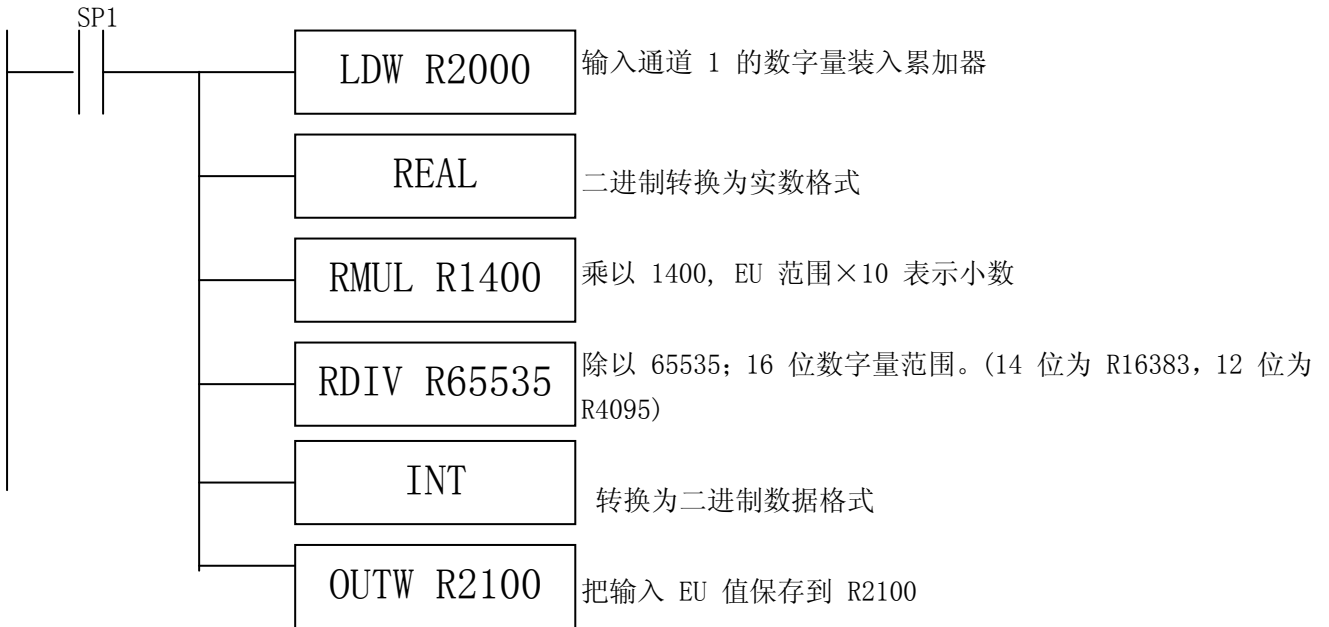 SP1
LDW R2000
输入通道 1 的数字量装入累加器
REAL
二进制转换为实数格式
RMUL R1400
乘以 1400, EU 范围×10 表示小数
RDIV R65535
除以 65535; 16 位数字量范围。(14 位为 R16383, 12 位为
R4095)
INT
转换为二进制数据格式
OUTW R2100
把输入 EU 值保存到 R2100